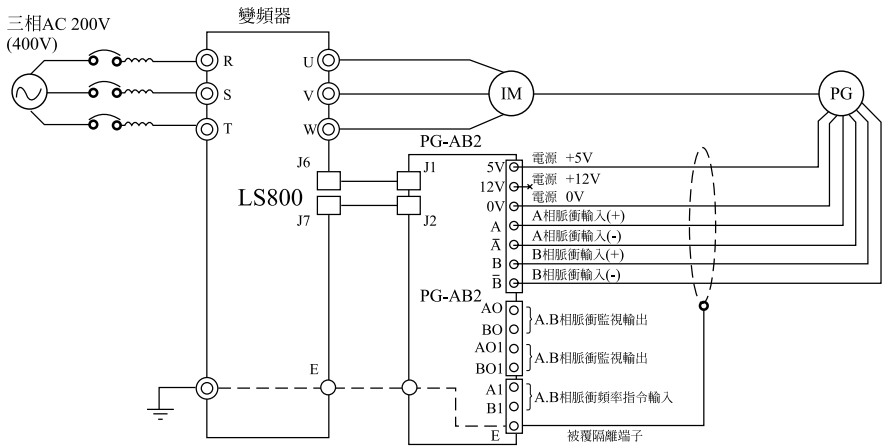 變頻器
三相AC 200V
(400V)
R
S
T
U
V
W
IM
PG
PG-AB2
J6
J1
LS800
J7
J2
5V
電源 +5V
12V
電源 +12V
0V
電源 0V
A
A相脈衝輸入(+)
A̅
A相脈衝輸入(-)
B
B相脈衝輸入(+)
B̅
B相脈衝輸入(-)
PG-AB2
AO
BO
A.B相脈衝監視輸出
AO1
BO1
A.B相脈衝監視輸出
A1
B1
A.B相脈衝頻率指令輸入
E
E
被覆隔離端子